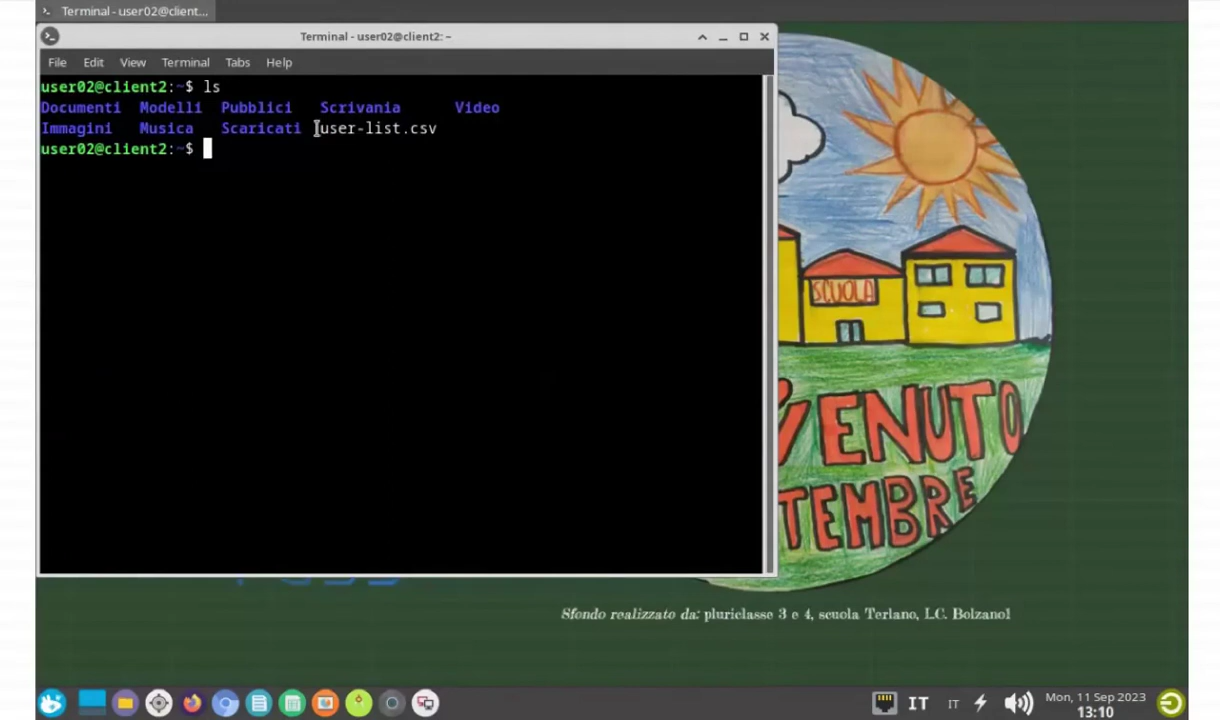 Terminal - user02@client...
Terminal - user02@client2: ~
File Edit View Terminal Tabs Help
user02@client2:~$ ls
Documenti Modelli Pubblici Scrivania Video
Immagini Musica Scaricati user-list.csv
user02@client2:~$
SCUOLA
VENUTO
TEMBRE
Sfondo realizzato da: pluriclasse 3 e 4, scuola Terlano, I.C. Bolzano1
IT IT Mon, 11 Sep 2023
13:10